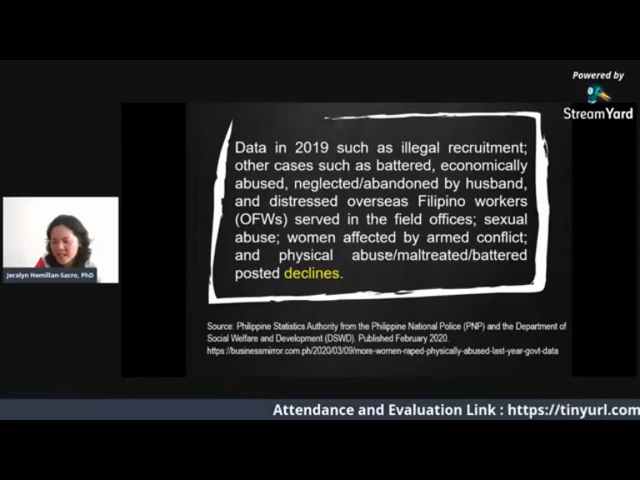 Powered by
StreamYard
Data in 2019 such as illegal recruitment;
other cases such as battered, economically
abused, neglected/abandoned by husband,
and distressed overseas Filipino workers
(OFWs) served in the field offices; sexual
abuse; women affected by armed conflict;
and physical abuse/maltreated/battered
posted declines.
Jeralyn Hemillan-Sacro, PhD
Source: Philippine Statistics Authority from the Philippine National Police (PNP) and the Department of
Social Welfare and Development (DSWD). Published February 2020.
https://businessmirror.com.ph/2020/03/09/more-women-raped-physically-abused-last-year-govt-data
Attendance and Evaluation Link : https://tinyurl.com